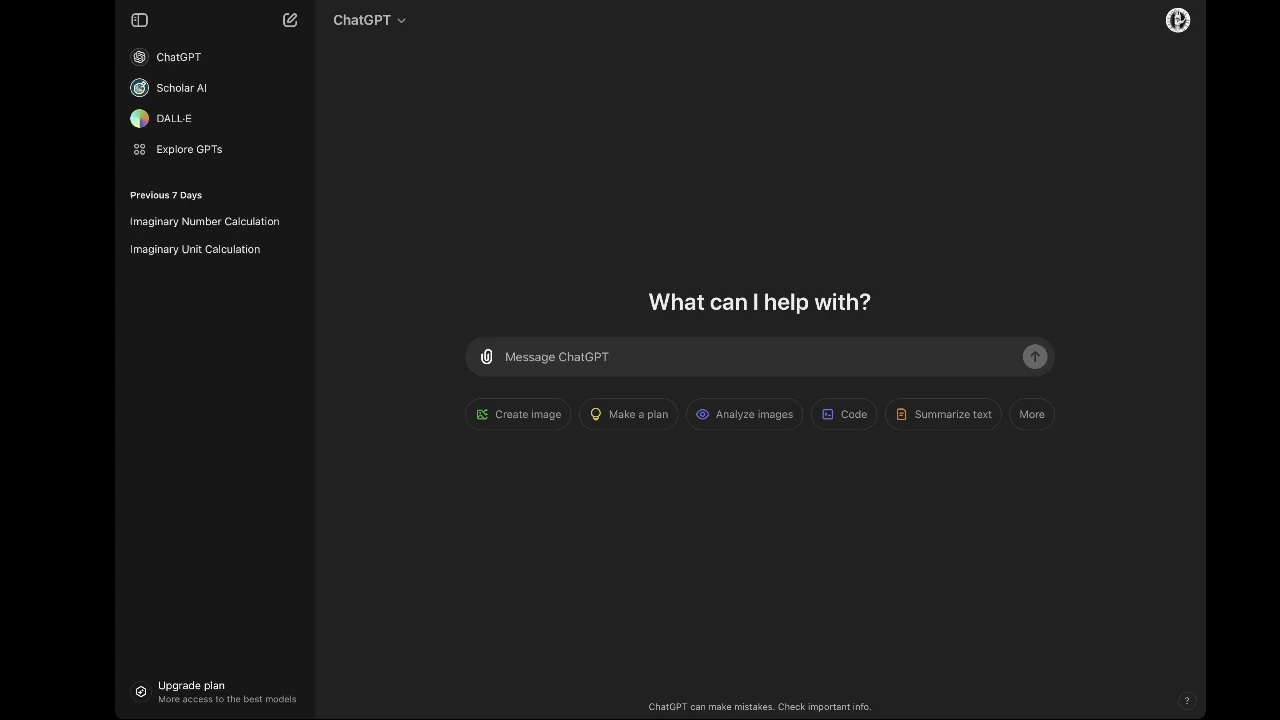 ChatGPT
ChatGPT
Scholar AI
DALL·E
Explore GPTs
Previous 7 Days
Imaginary Number Calculation
Imaginary Unit Calculation
What can I help with?
Message ChatGPT
Create image
Make a plan
Analyze images
Code
Summarize text
More
Upgrade plan
More access to the best models
ChatGPT can make mistakes. Check important info.
?